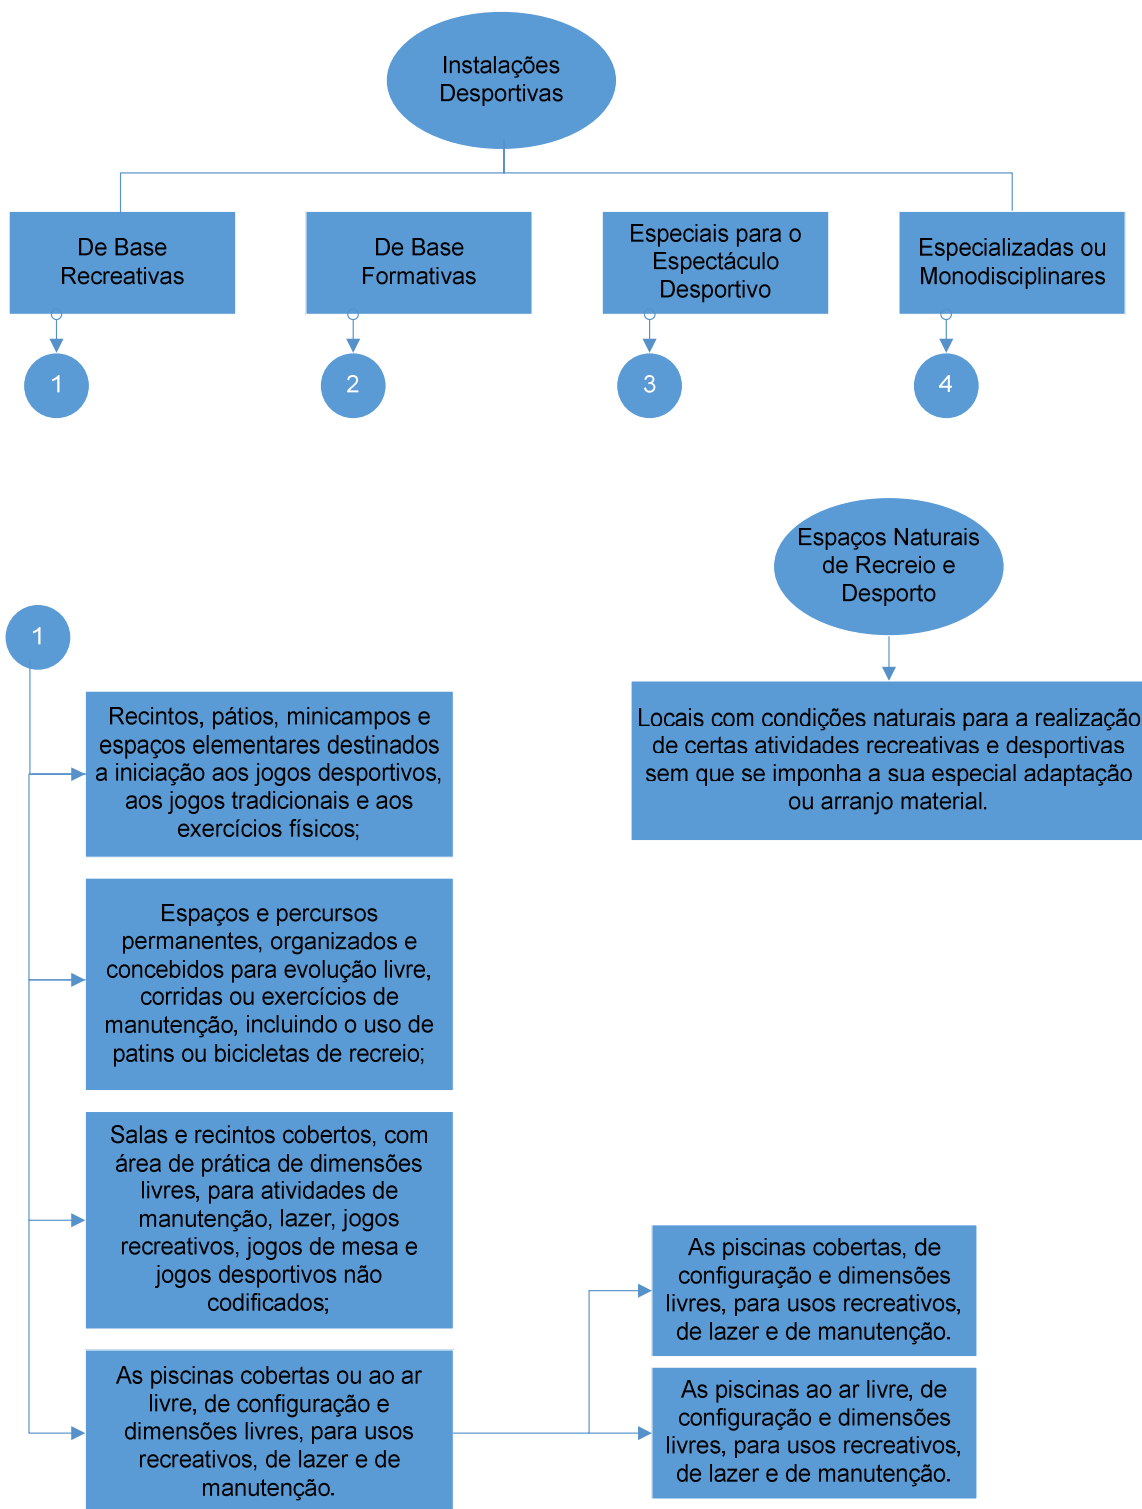 Instalações
Desportivas
De Base
Recreativas
De Base
Formativas
Especiais para o
Espectáculo
Desportivo
Especializadas ou
Monodisciplinares
1
2
3
4
Espaços Naturais
de Recreio e
Desporto
Locais com condições naturais para a realização
de certas atividades recreativas e desportivas
sem que se imponha a sua especial adaptação
ou arranjo material.
1
Recintos, pátios, minicampos e
espaços elementares destinados
a iniciação aos jogos desportivos,
aos jogos tradicionais e aos
exercícios físicos;
Espaços e percursos
permanentes, organizados e
concebidos para evolução livre,
corridas ou exercícios de
manutenção, incluindo o uso de
patins ou bicicletas de recreio;
Salas e recintos cobertos, com
área de prática de dimensões
livres, para atividades de
manutenção, lazer, jogos
recreativos, jogos de mesa e
jogos desportivos não
codificados;
As piscinas cobertas ou ao ar
livre, de configuração e
dimensões livres, para usos
recreativos, de lazer e de
manutenção.
As piscinas cobertas, de
configuração e dimensões
livres, para usos recreativos,
de lazer e de manutenção.
As piscinas ao ar livre, de
configuração e dimensões
livres, para usos recreativos,
de lazer e de manutenção.